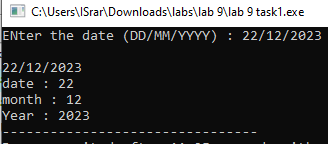 C:\Users\ISrar\Downloads\labs\lab 9\lab 9 task1.exe
ENter the date (DD/MM/YYYY) : 22/12/2023
22/12/2023
date : 22
month : 12
Year : 2023
--------------------------------